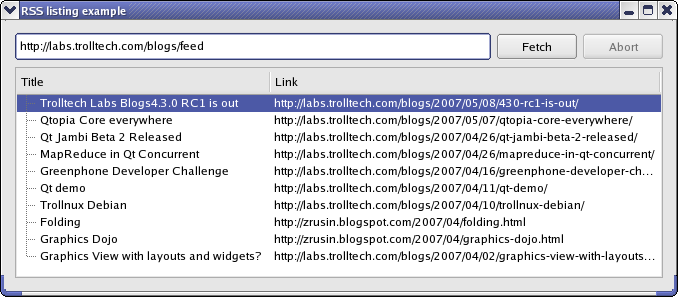 RSS listing example
http://labs.trolltech.com/blogs/feed Fetch Abort
Title Link
Trolltech Labs Blogs4.3.0 RC1 is out http://labs.trolltech.com/blogs/2007/05/08/430-rc1-is-out/
Qtopia Core everywhere http://labs.trolltech.com/blogs/2007/05/07/qtopia-core-everywhere/
Qt Jambi Beta 2 Released http://labs.trolltech.com/blogs/2007/04/26/qt-jambi-beta-2-released/
MapReduce in Qt Concurrent http://labs.trolltech.com/blogs/2007/04/26/mapreduce-in-qt-concurrent/
Greenphone Developer Challenge http://labs.trolltech.com/blogs/2007/04/16/greenphone-developer-ch...
Qt demo http://labs.trolltech.com/blogs/2007/04/11/qt-demo/
Trollnux Debian http://labs.trolltech.com/blogs/2007/04/10/trollnux-debian/
Folding http://zrusin.blogspot.com/2007/04/folding.html
Graphics Dojo http://zrusin.blogspot.com/2007/04/graphics-dojo.html
Graphics View with layouts and widgets? http://labs.trolltech.com/blogs/2007/04/02/graphics-view-with-layouts...